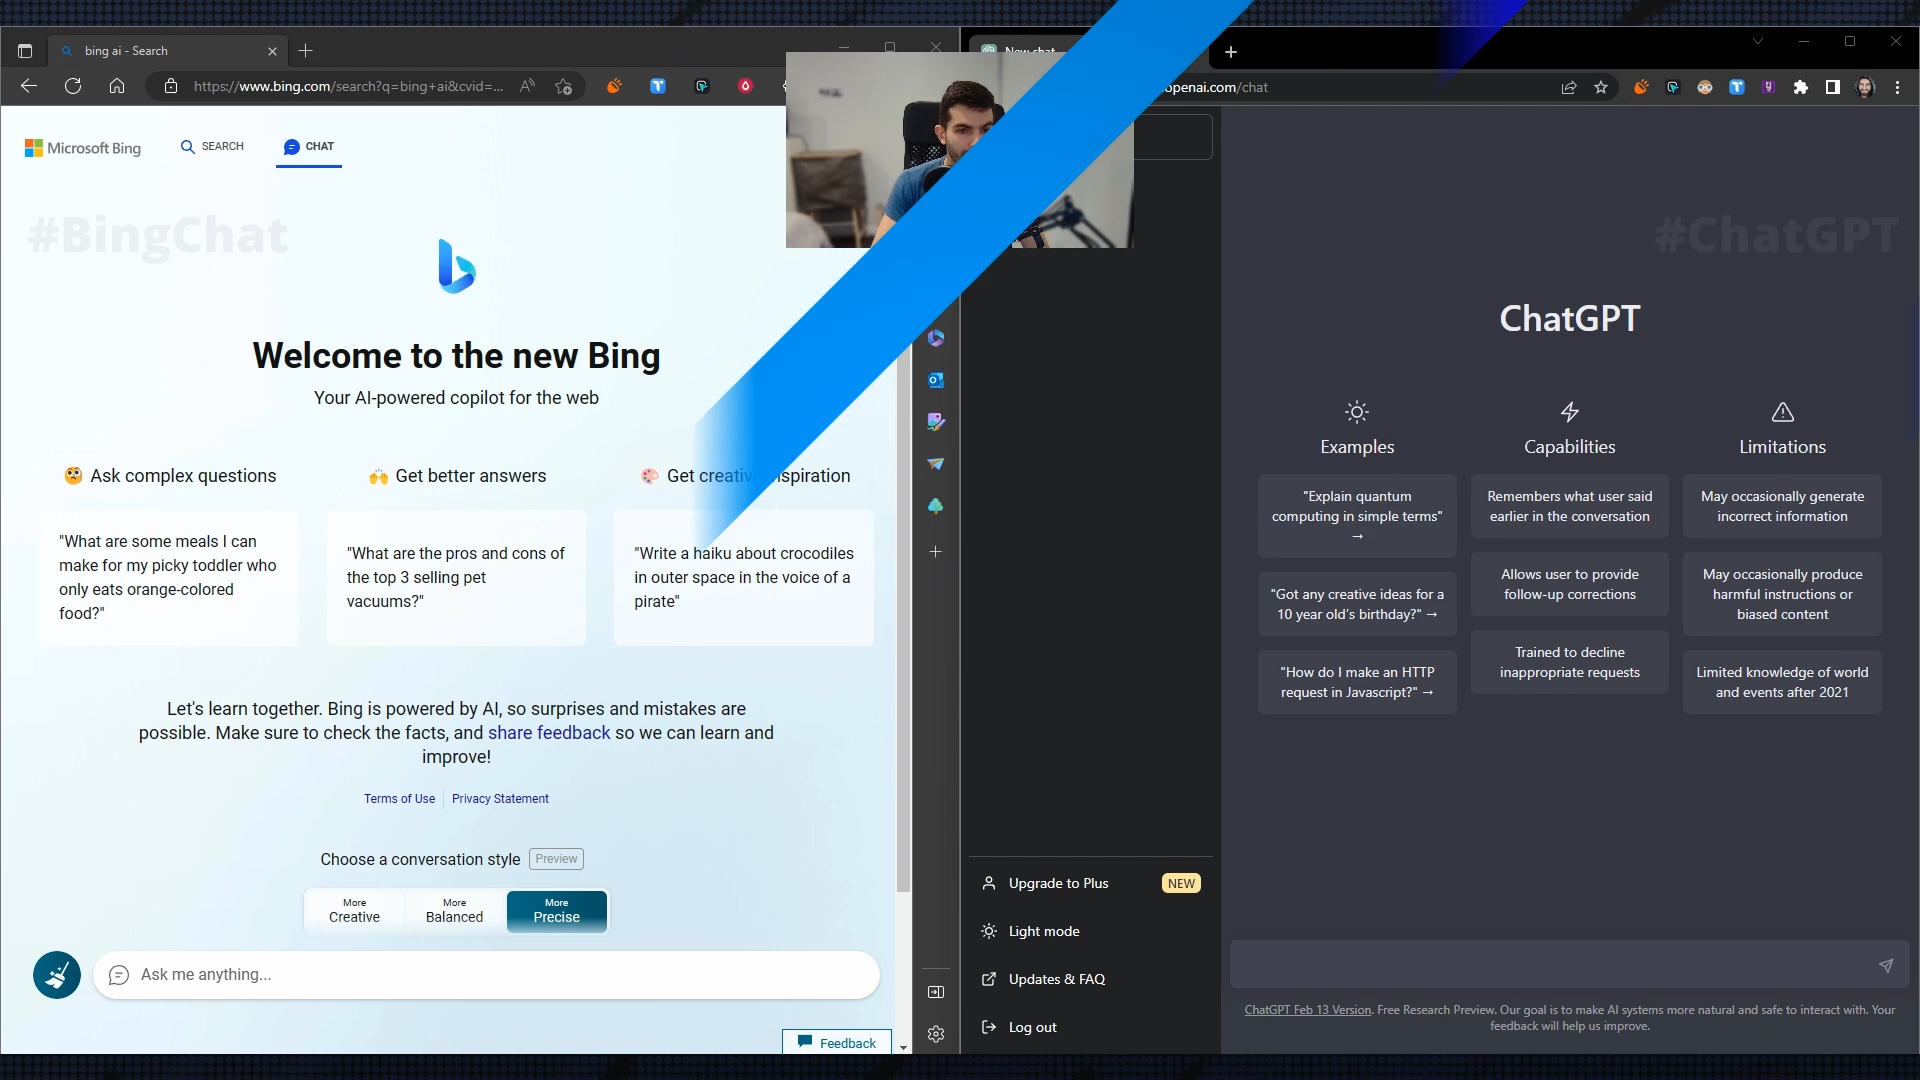 bing ai - Search
https://www.bing.com/search?q=bing+ai&cvid=...
Microsoft Bing
SEARCH
CHAT
#BingChat
Welcome to the new Bing
Your AI-powered copilot for the web
Ask complex questions
Get better answers
"What are some meals I can
make for my picky toddler who
only eats orange-colored
food?"
"What are the pros and cons of
the top 3 selling pet
vacuums?"
"Write a haiku about crocodiles
in outer space in the voice of a
pirate"
Let's learn together. Bing is powered by AI, so surprises and mistakes are
possible. Make sure to check the facts, and share feedback so we can learn and
improve!
Terms of Use
Privacy Statement
Choose a conversation style
Preview
More
Creative
More
Balanced
More
Precise
Ask me anything...
Feedback
New chat
openai.com/chat
#ChatGPT
ChatGPT
Examples
"Explain quantum
computing in simple terms"
→
"Got any creative ideas for a
10 year old's birthday?" →
"How do I make an HTTP
request in Javascript?" →
Capabilities
Remembers what user said
earlier in the conversation
Allows user to provide
follow-up corrections
Trained to decline
inappropriate requests
Limitations
May occasionally generate
incorrect information
May occasionally produce
harmful instructions or
biased content
Limited knowledge of world
and events after 2021
Upgrade to Plus
NEW
Light mode
Updates & FAQ
Log out
ChatGPT Feb 13 Version. Free Research Preview. Our goal is to make AI systems more natural and safe to interact with. Your
feedback will help us improve.